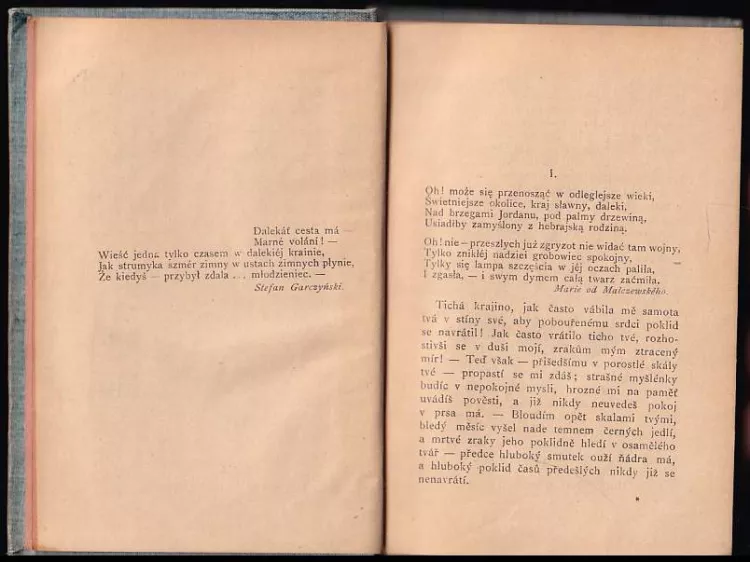 Dalekáť cesta má —
Marné volání! —
Wieść jedna tylko czasem w dalekiéj krainie,
Jak strumyka szmér zimny w ustach zimnych płynie,
Że kiedyś — przybył zdala ... młodzieniec. —
Stefan Garczyński.
I.
Oh! może się przenosząć w odleglejsze wieki,
Świetniejsze okolice, kraj sławny, daleki,
Nad brzegami Jordanu, pod palmy drzewiną,
Usiadłby zamyślony z hebrajską rodziną.
Oh! nie — przeszłych już zgryzot nie widać tam wojny,
Tylko znikłéj nadziei grobowiec spokojny,
Tylky się lampa szczęścia w jéj oczach paliła,
I zgasła, — i swym dymem całą twarz zaćmiła.
Marie od Malczewského.
Tichá krajino, jak často vábila mě samota
tvá v stíny své, aby pobouřenému srdci poklid
se navrátil! Jak často vrátilo ticho tvé, rozho-
stivši se v duši mojí, zrakům mým ztracený
mír! — Teď však — přišedšímu v porostlé skály
tvé — propastí se mi zdáš; strašné myšlénky
budíc v nepokojné mysli, hrozné mi na paměť
uvádíš pověsti, a již nikdy neuvedeš pokoj
v prsa má. — Bloudím opět skalami tvými,
bledý měsíc vyšel nade temnem černých jedlí,
a mrtvé zraky jeho poklidně hledí v osamělého
tvář — předce hluboký smutek ouží ňádra má,
a hluboký poklid časů předešlých nikdy již se
nenavrátí.